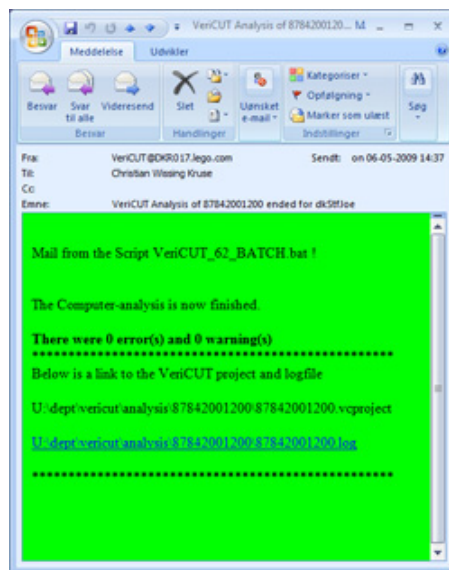 VeriCUT Analysis of 8784200120... M
Meddelelse Udvikler
Besvar
Svar til alle
Videresend
Slet
Uønsket e-mail
Kategoriser
Opfølgning
Marker som ulæst
Søg
Besvar Handlinger Indstillinger
Fra: VeriCUT@DKR017.lego.com Sendt: on 06-05-2009 14:37
Til: Christian Wissing Kruse
Cc:
Emne: VeriCUT Analysis of 87842001200 ended for
Mail from the Script VeriCUT_62_BATCH.bat !
The Computer-analysis is now finished.
There were 0 error(s) and 0 warning(s)
**************************************************
Below is a link to the VeriCUT project and logfile
U:\dept\vericut\analysis\87842001200\87842001200.vcproject
U:\dept\vericut\analysis\87842001200\87842001200.log
**************************************************